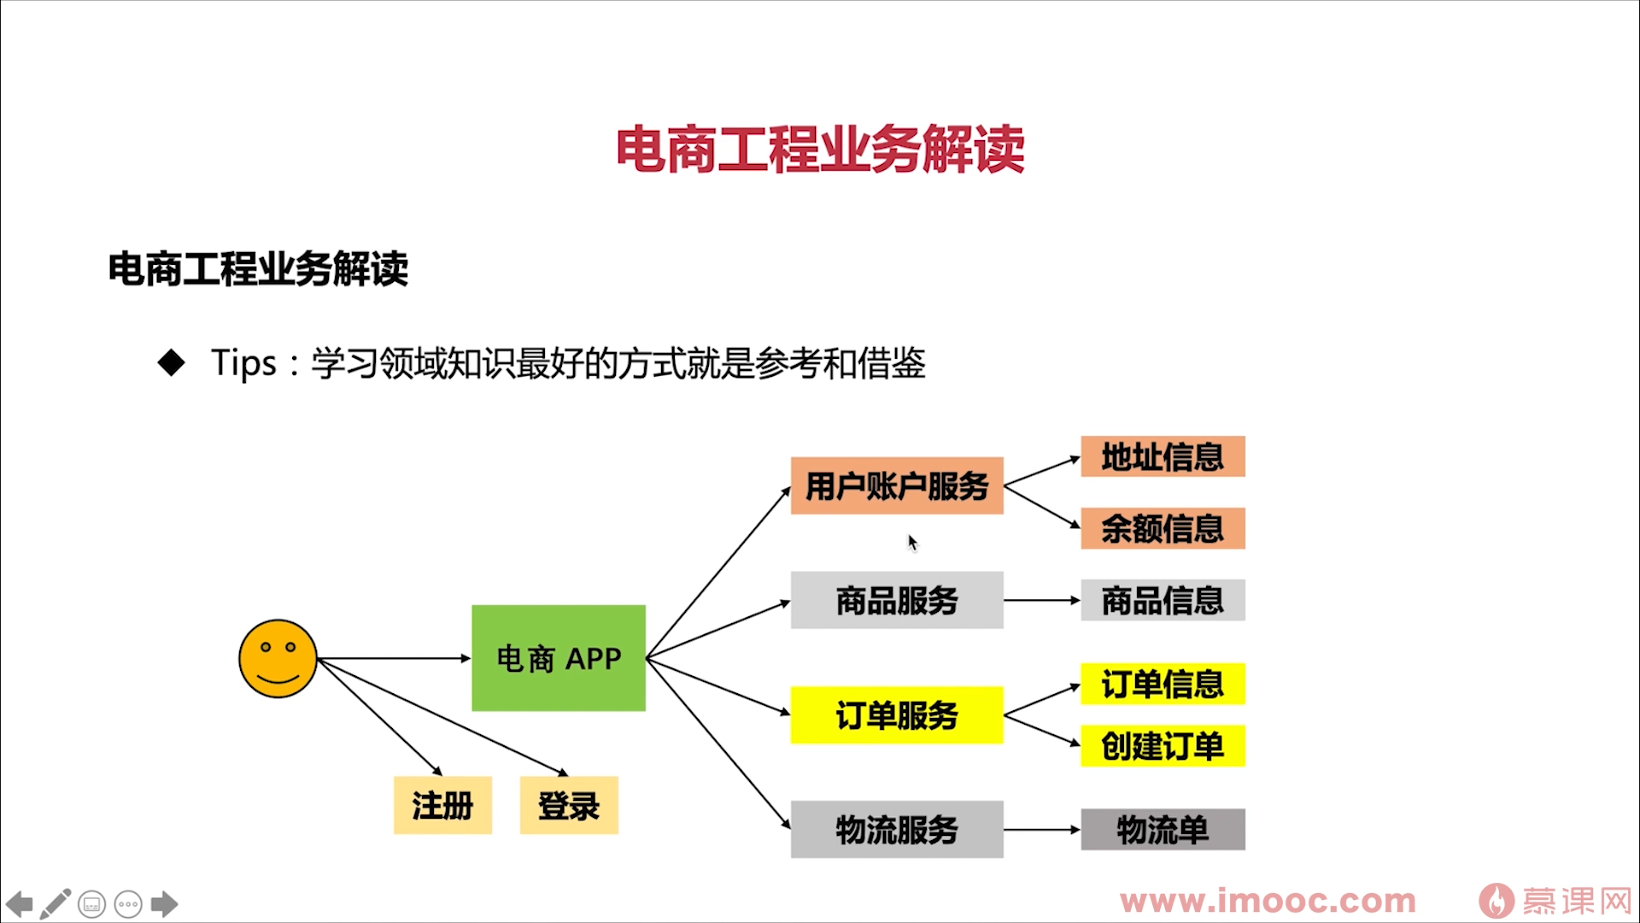 电商工程业务解读
电商工程业务解读
◆ Tips：学习领域知识最好的方式就是参考和借鉴
地址信息
用户账户服务
余额信息
商品服务
商品信息
电商 APP
订单信息
订单服务
创建订单
注册
登录
物流服务
物流单
www.imooc.com
慕课网